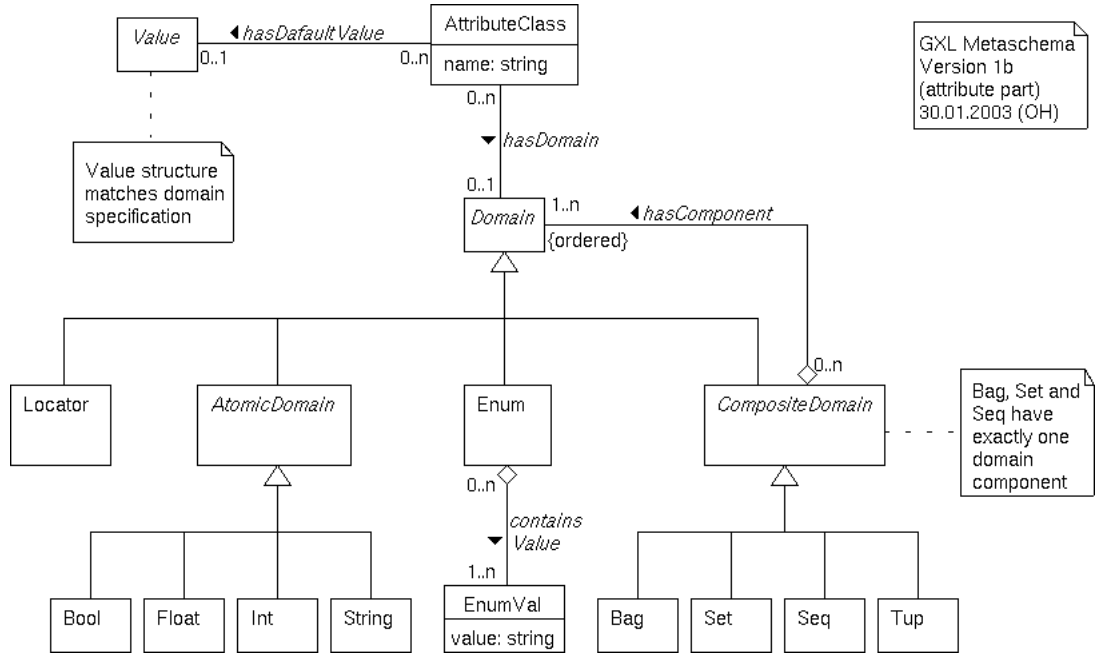 Value
hasDafaultValue
0..1
0..n
AttributeClass
name: string
GXL Metaschema
Version 1b
(attribute part)
30.01.2003 (OH)
0..n
hasDomain
0..1
Value structure
matches domain
specification
Domain
1..n
hasComponent
{ordered}
0..n
Locator
AtomicDomain
Enum
CompositeDomain
Bag, Set and
Seq have
exactly one
domain
component
0..n
contains
Value
1..n
Bool
Float
Int
String
EnumVal
value: string
Bag
Set
Seq
Tup